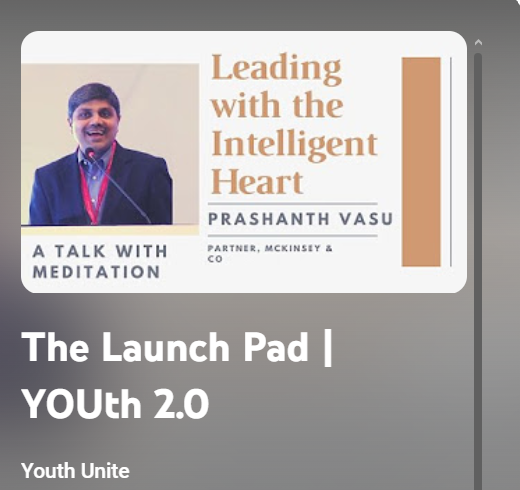 Leading
with the
Intelligent
Heart
PRASHANTH VASU
PARTNER, MCKINSEY &
CO
A TALK WITH
MEDITATION
The Launch Pad |
YOUth 2.0
Youth Unite